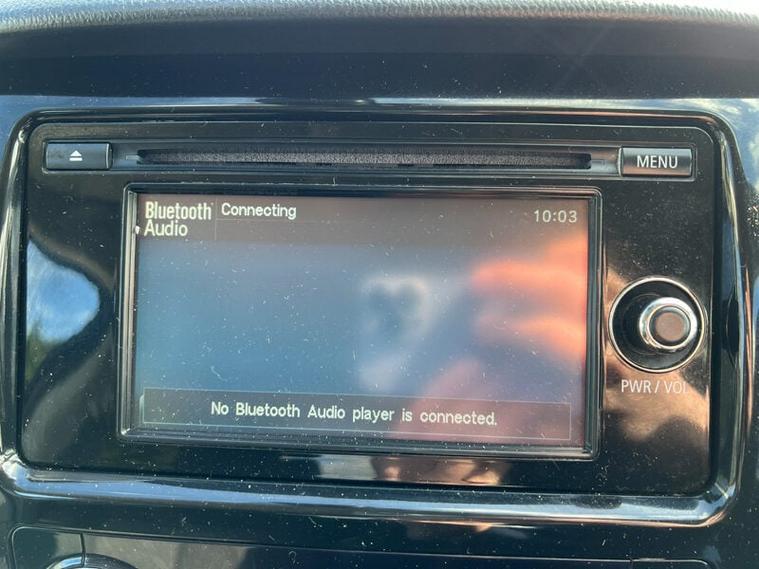 MENU
Bluetooth Connecting 10:03
Audio
PWR / VOL
No Bluetooth Audio player is connected.